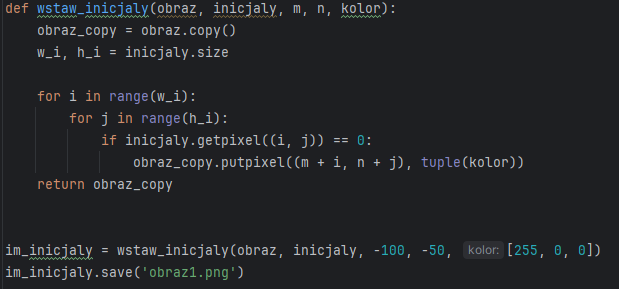 def wstaw_inicjaly(obraz, inicjaly, m, n, kolor):
    obraz_copy = obraz.copy()
    w_i, h_i = inicjaly.size

    for i in range(w_i):
        for j in range(h_i):
            if inicjaly.getpixel((i, j)) == 0:
                obraz_copy.putpixel((m + i, n + j), tuple(kolor))
    return obraz_copy


im_inicjaly = wstaw_inicjaly(obraz, inicjaly, -100, -50, kolor: [255, 0, 0])
im_inicjaly.save('obraz1.png')